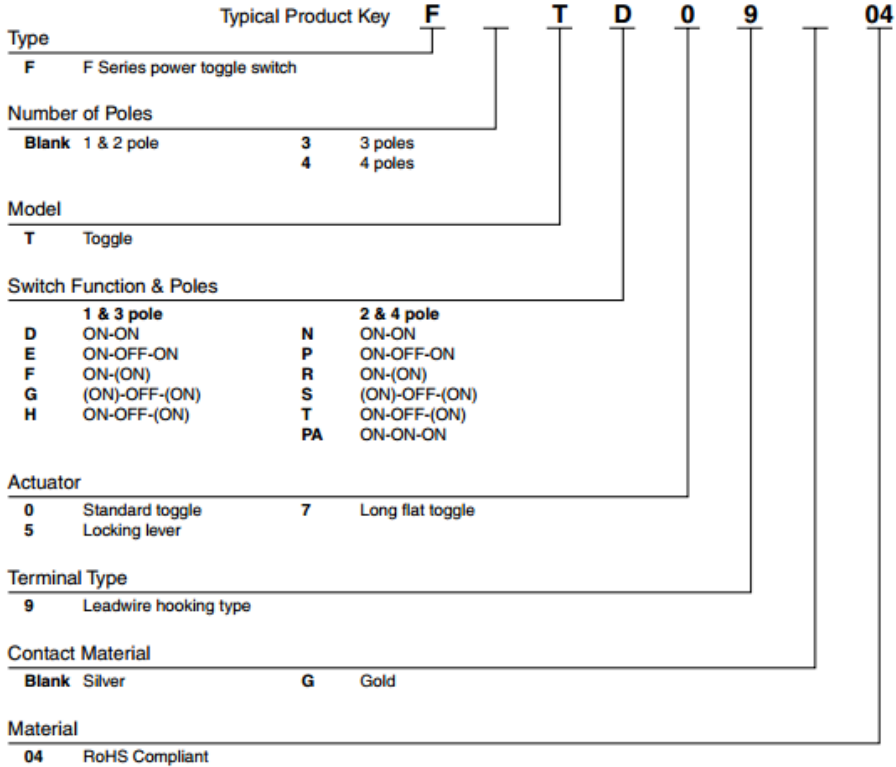 Typical Product Key F _ T D 0 9 _ 04
Type
F F Series power toggle switch
Number of Poles
Blank 1 & 2 pole 3 3 poles
4 4 poles
Model
T Toggle
Switch Function & Poles
1 & 3 pole 2 & 4 pole
D ON-ON N ON-ON
E ON-OFF-ON P ON-OFF-ON
F ON-(ON) R ON-(ON)
G (ON)-OFF-(ON) S (ON)-OFF-(ON)
H ON-OFF-(ON) T ON-OFF-(ON)
PA ON-ON-ON
Actuator
0 Standard toggle 7 Long flat toggle
5 Locking lever
Terminal Type
9 Leadwire hooking type
Contact Material
Blank Silver G Gold
Material
04 RoHS Compliant